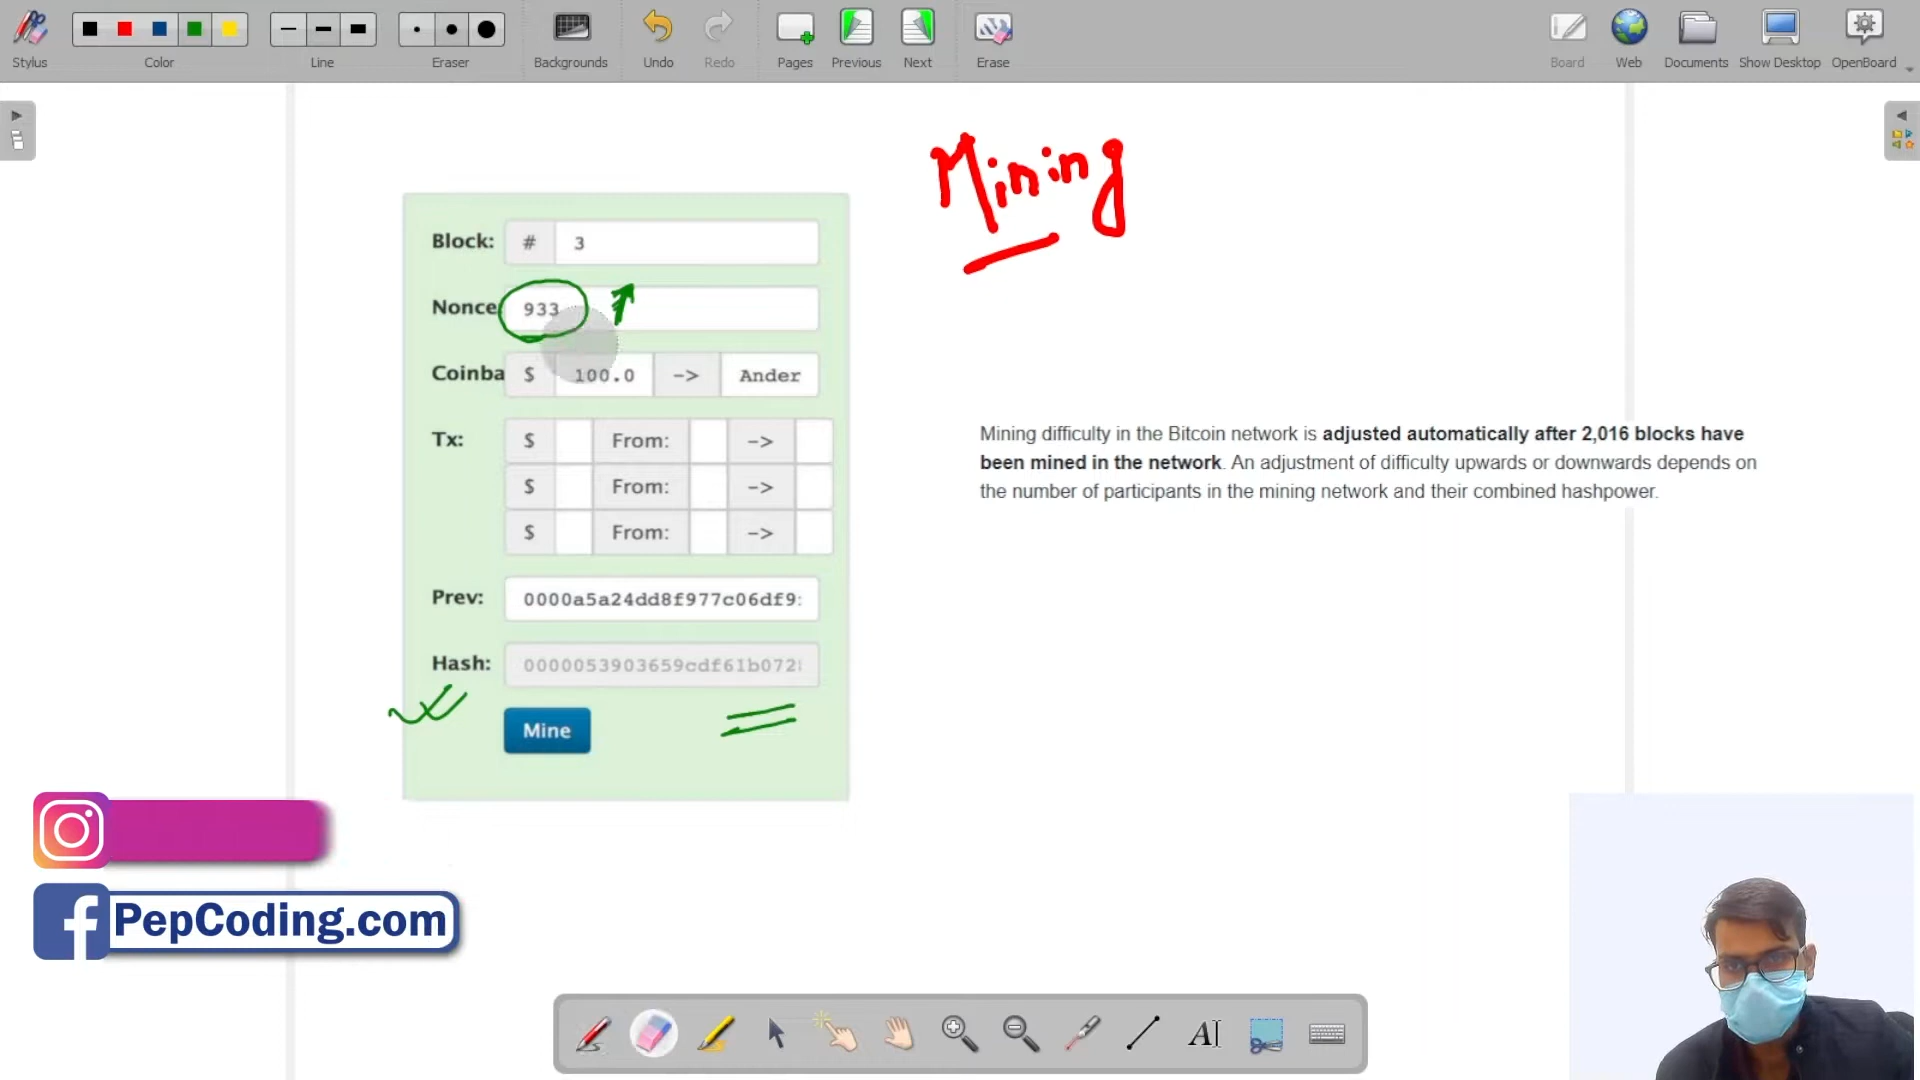 Stylus
Color
Line
Eraser
Backgrounds
Undo
Redo
Pages
Previous
Next
Erase
Board
Web
Documents
Show Desktop
OpenBoard
Mining
Block: # 3
Nonce 933
Coinba $ 100.0 -> Ander
Tx: $ From: ->
$ From: ->
$ From: ->
Prev: 0000a5a24dd8f977c06df9
Hash: 0000053903659cdf61b072
Mine
Mining difficulty in the Bitcoin network is adjusted automatically after 2,016 blocks have
been mined in the network. An adjustment of difficulty upwards or downwards depends on
the number of participants in the mining network and their combined hashpower.
f PepCoding.com
AI